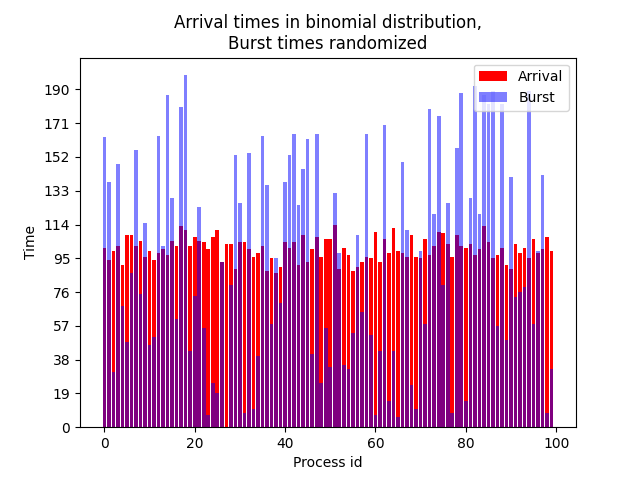 Arrival times in binomial distribution,
Burst times randomized
Arrival
Burst
190
171
152
133
114
95
76
57
38
19
0
Time
0 20 40 60 80 100
Process id